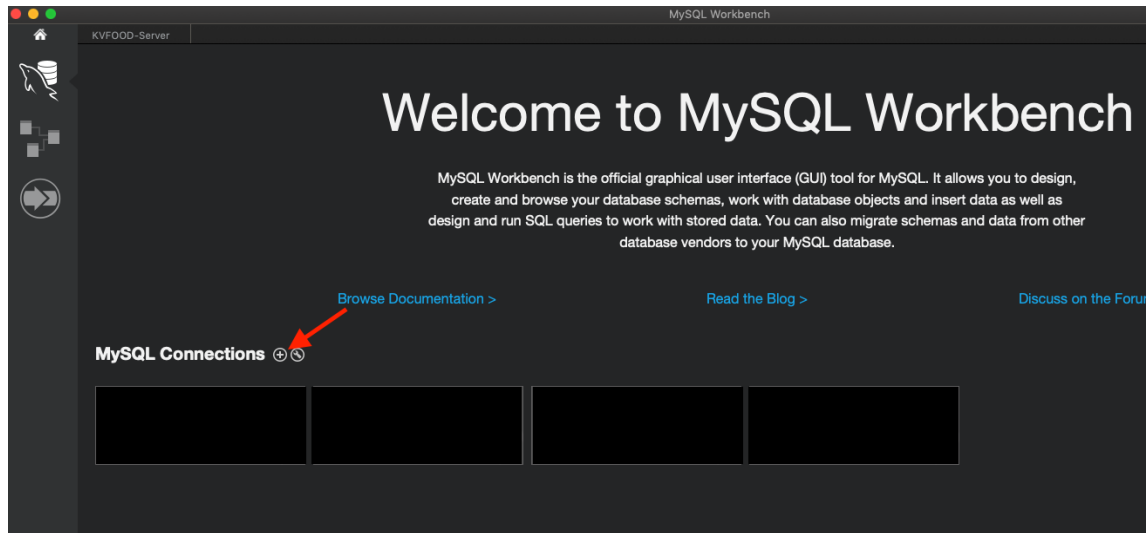 MySQL Workbench
KVFOOD-Server
Welcome to MySQL Workbench
MySQL Workbench is the official graphical user interface (GUI) tool for MySQL. It allows you to design,
create and browse your database schemas, work with database objects and insert data as well as
design and run SQL queries to work with stored data. You can also migrate schemas and data from other
database vendors to your MySQL database.
Browse Documentation >
Read the Blog >
Discuss on the Forum
MySQL Connections